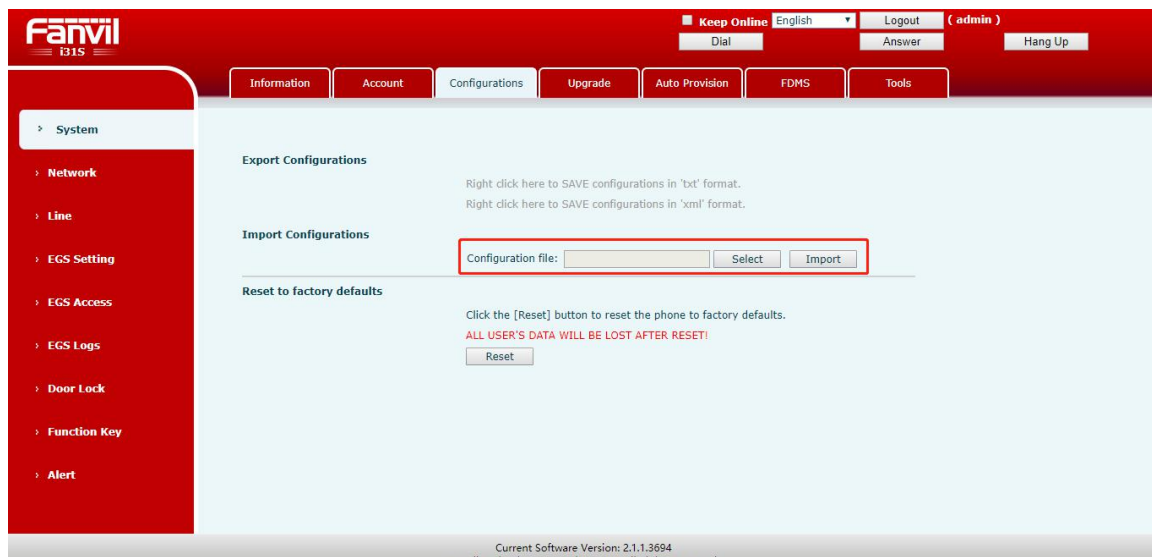 Fanvil
i31S
Keep Online English Logout ( admin )
Dial Answer Hang Up
Information Account Configurations Upgrade Auto Provision FDMS Tools
› System
› Network
› Line
› EGS Setting
› EGS Access
› EGS Logs
› Door Lock
› Function Key
› Alert
Export Configurations
Right click here to SAVE configurations in 'txt' format.
Right click here to SAVE configurations in 'xml' format.
Import Configurations
Configuration file: Select Import
Reset to factory defaults
Click the [Reset] button to reset the phone to factory defaults.
ALL USER'S DATA WILL BE LOST AFTER RESET!
Reset
Current Software Version: 2.1.1.3694